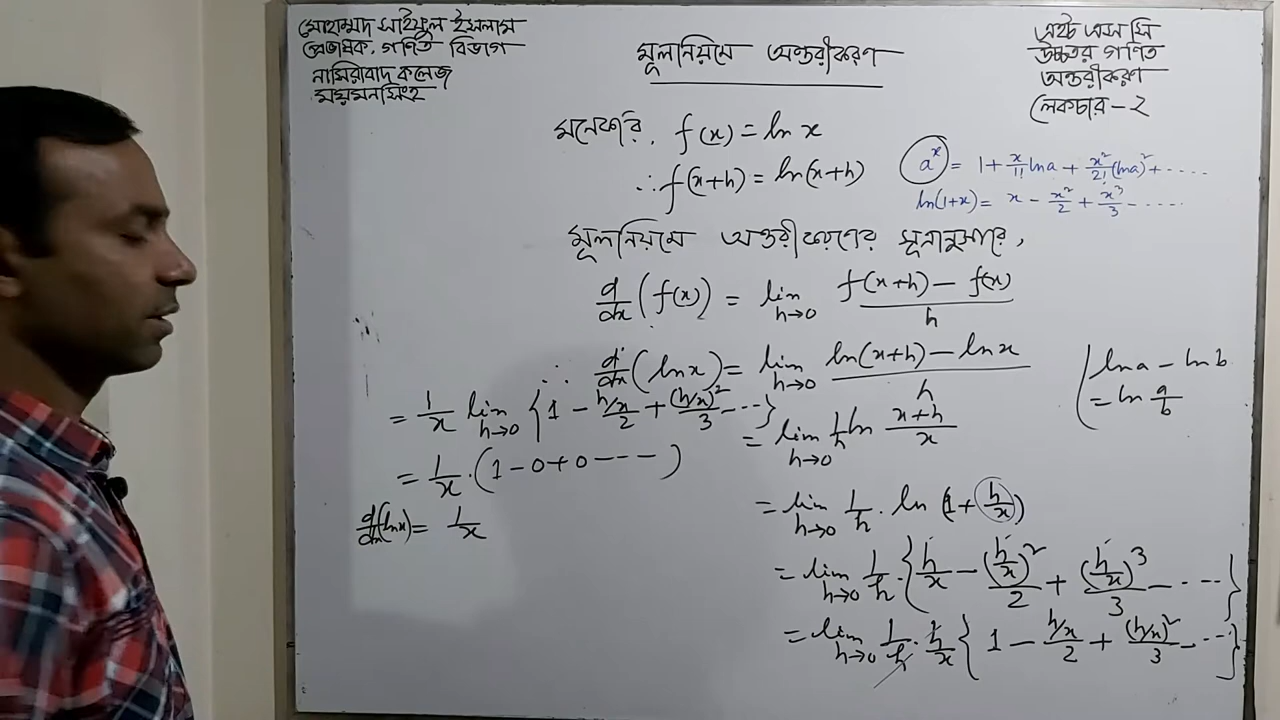 মোহাম্মদ সাইফুল ইসলাম
প্রভাষক, গণিত বিভাগ
নাসিরাবাদ কলেজ
ময়মনসিংহ
মূলনিয়মে অন্তরীকরণ
এইচ এস সি
উচ্চতর গণিত
অন্তরীকরণ
লেকচার - ২
মনেকরি, f(x) = ln x
∴ f(x+h) = ln(x+h)
a^x = 1 + x/1! lna + x²/2! (lna)² + ....
ln(1+x) = x - x²/2 + x³/3 - .....
মূলনিয়মে অন্তরীকরণের সূত্রানুসারে,
d/dx (f(x)) = lim h→0 (f(x+h) - f(x))/h
∴ d/dx (ln x) = lim h→0 (ln(x+h) - ln x)/h
ln a - ln b
= ln a/b
= lim h→0 1/h ln (x+h)/x
= lim h→0 1/h . ln (1 + h/x)
= lim h→0 1/h . { h/x - (h/x)²/2 + (h/x)³/3 - .... }
= lim h→0 1/h . h/x { 1 - (h/x)/2 + (h/x)²/3 - .... }
= 1/x lim h→0 { 1 - (h/x)/2 + (h/x)²/3 - ... }
= 1/x . (1 - 0 + 0 - - - -)
d/dx (ln x) = 1/x